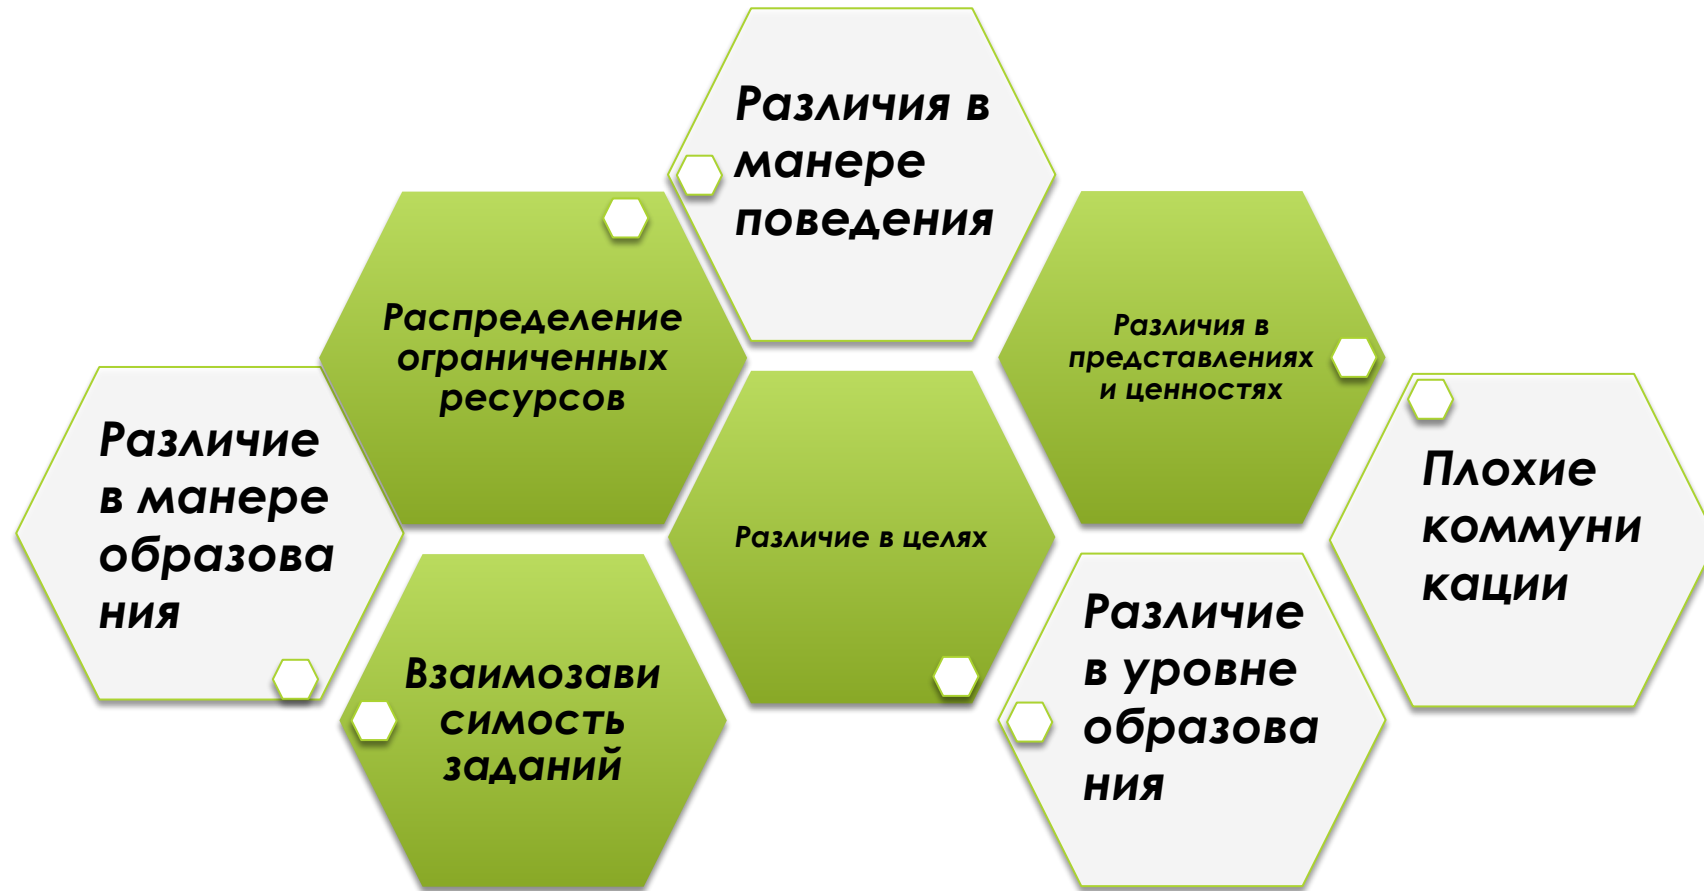 Различия в
манере
поведения
Распределение
ограниченных
ресурсов
Различия в
представлениях
и ценностях
Различие
в манере
образова
ния
Различие в целях
Плохие
коммуни
кации
Взаимозави
симость
заданий
Различие
в уровне
образова
ния